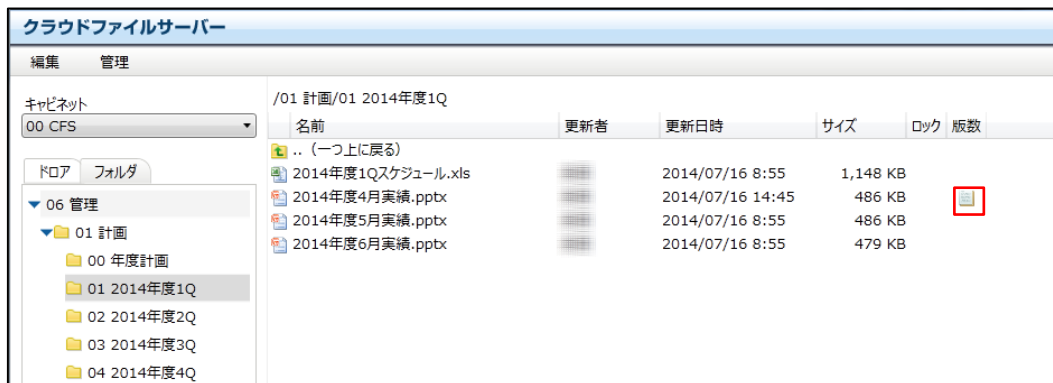 クラウドファイルサーバー
編集 管理
キャビネット
00 CFS
ドロア フォルダ
06 管理
01 計画
00 年度計画
01 2014年度1Q
02 2014年度2Q
03 2014年度3Q
04 2014年度4Q
/01 計画/01 2014年度1Q
名前 更新者 更新日時 サイズ ロック 版数
..（一つ上に戻る）
2014年度1Qスケジュール.xls 2014/07/16 8:55 1,148 KB
2014年度4月実績.pptx 2014/07/16 14:45 486 KB
2014年度5月実績.pptx 2014/07/16 8:55 486 KB
2014年度6月実績.pptx 2014/07/16 8:55 479 KB